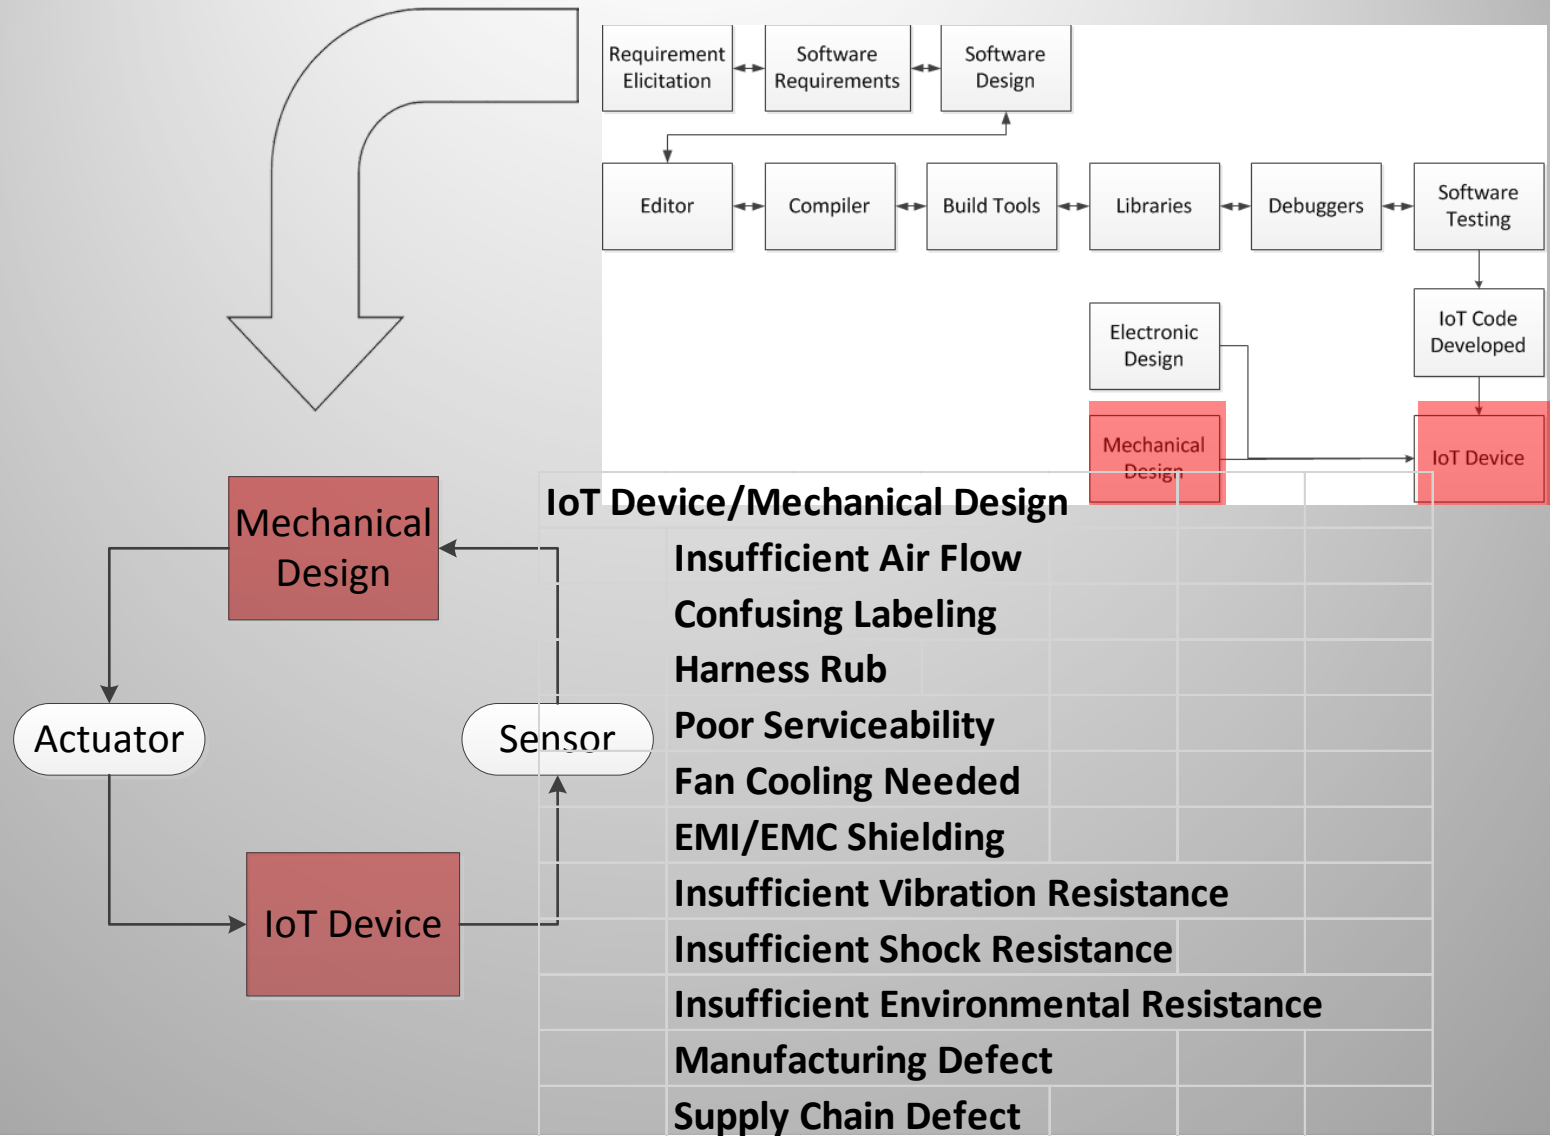 Requirement
Elicitation
Software
Requirements
Software
Design
Editor
Compiler
Build Tools
Libraries
Debuggers
Software
Testing
Electronic
Design
IoT Code
Developed
Mechanical
Design
IoT Device
Mechanical
Design
Actuator
Sensor
IoT Device
IoT Device/Mechanical Design
Insufficient Air Flow
Confusing Labeling
Harness Rub
Poor Serviceability
Fan Cooling Needed
EMI/EMC Shielding
Insufficient Vibration Resistance
Insufficient Shock Resistance
Insufficient Environmental Resistance
Manufacturing Defect
Supply Chain Defect